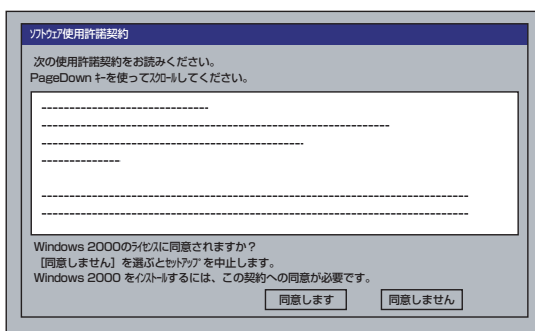 ソフトウェア使用許諾契約
次の使用許諾契約をお読みください。
PageDown キーを使ってスクロールしてください。
Windows 2000のライセンスに同意されますか？
［同意しません］を選ぶとセットアップを中止します。
Windows 2000 をインストールするには、この契約への同意が必要です。
同意します
同意しません